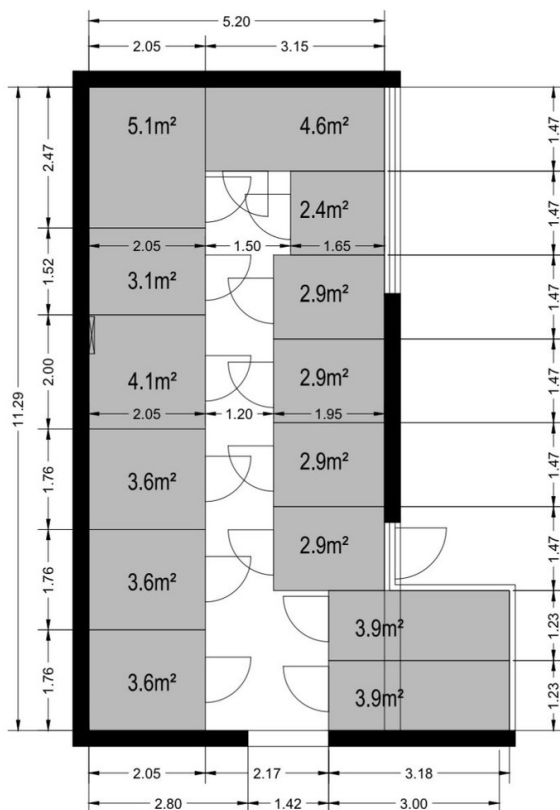 5.20
2.05 3.15
5.1m² 4.6m²
2.47 1.47
2.4m² 1.47
2.05 1.50 1.65
3.1m² 2.9m²
1.52 1.47
11.29 2.00
4.1m² 2.9m² 1.47
2.05 1.20 1.95
3.6m² 2.9m²
1.76 1.47
2.9m² 1.47
3.6m²
1.76
3.9m² 1.23
3.6m² 3.9m²
1.76 1.23
2.05 2.17 3.18
2.80 1.42 3.00